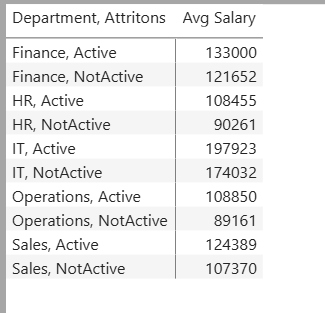 Department, Attritons Avg Salary
Finance, Active 133000
Finance, NotActive 121652
HR, Active 108455
HR, NotActive 90261
IT, Active 197923
IT, NotActive 174032
Operations, Active 108850
Operations, NotActive 89161
Sales, Active 124389
Sales, NotActive 107370